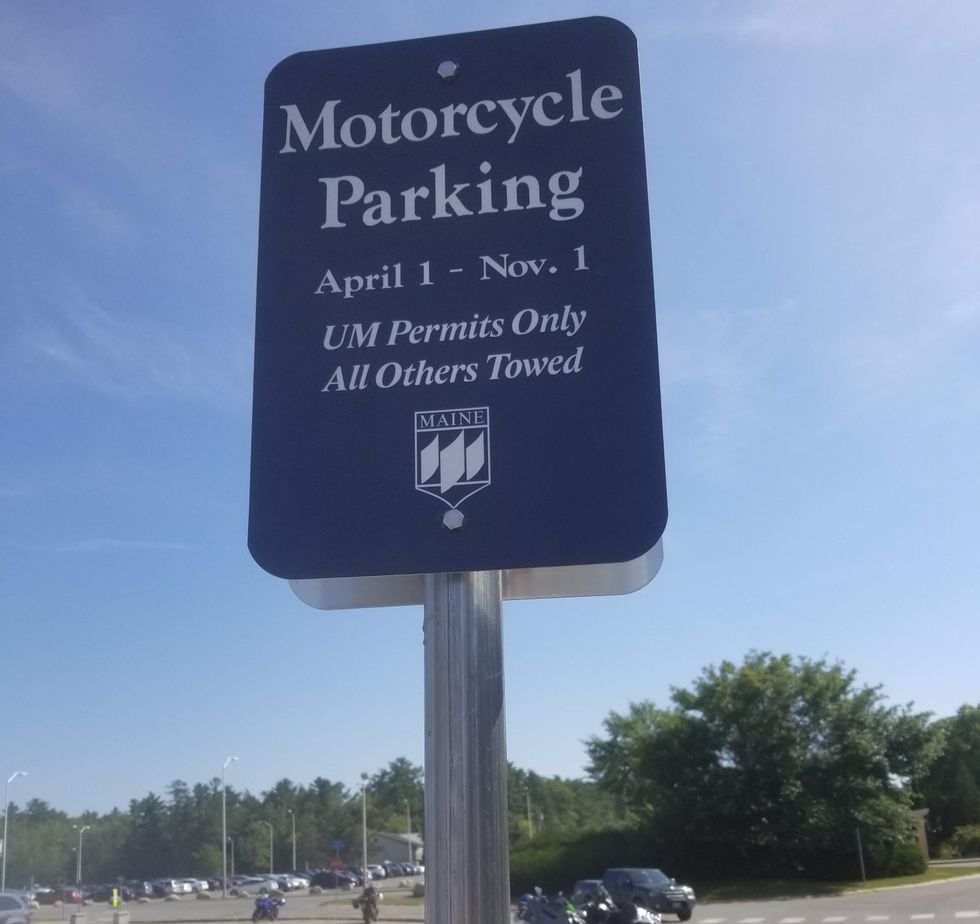 Motorcycle
Parking
April 1 - Nov. 1
UM Permits Only
All Others Towed
MAINE